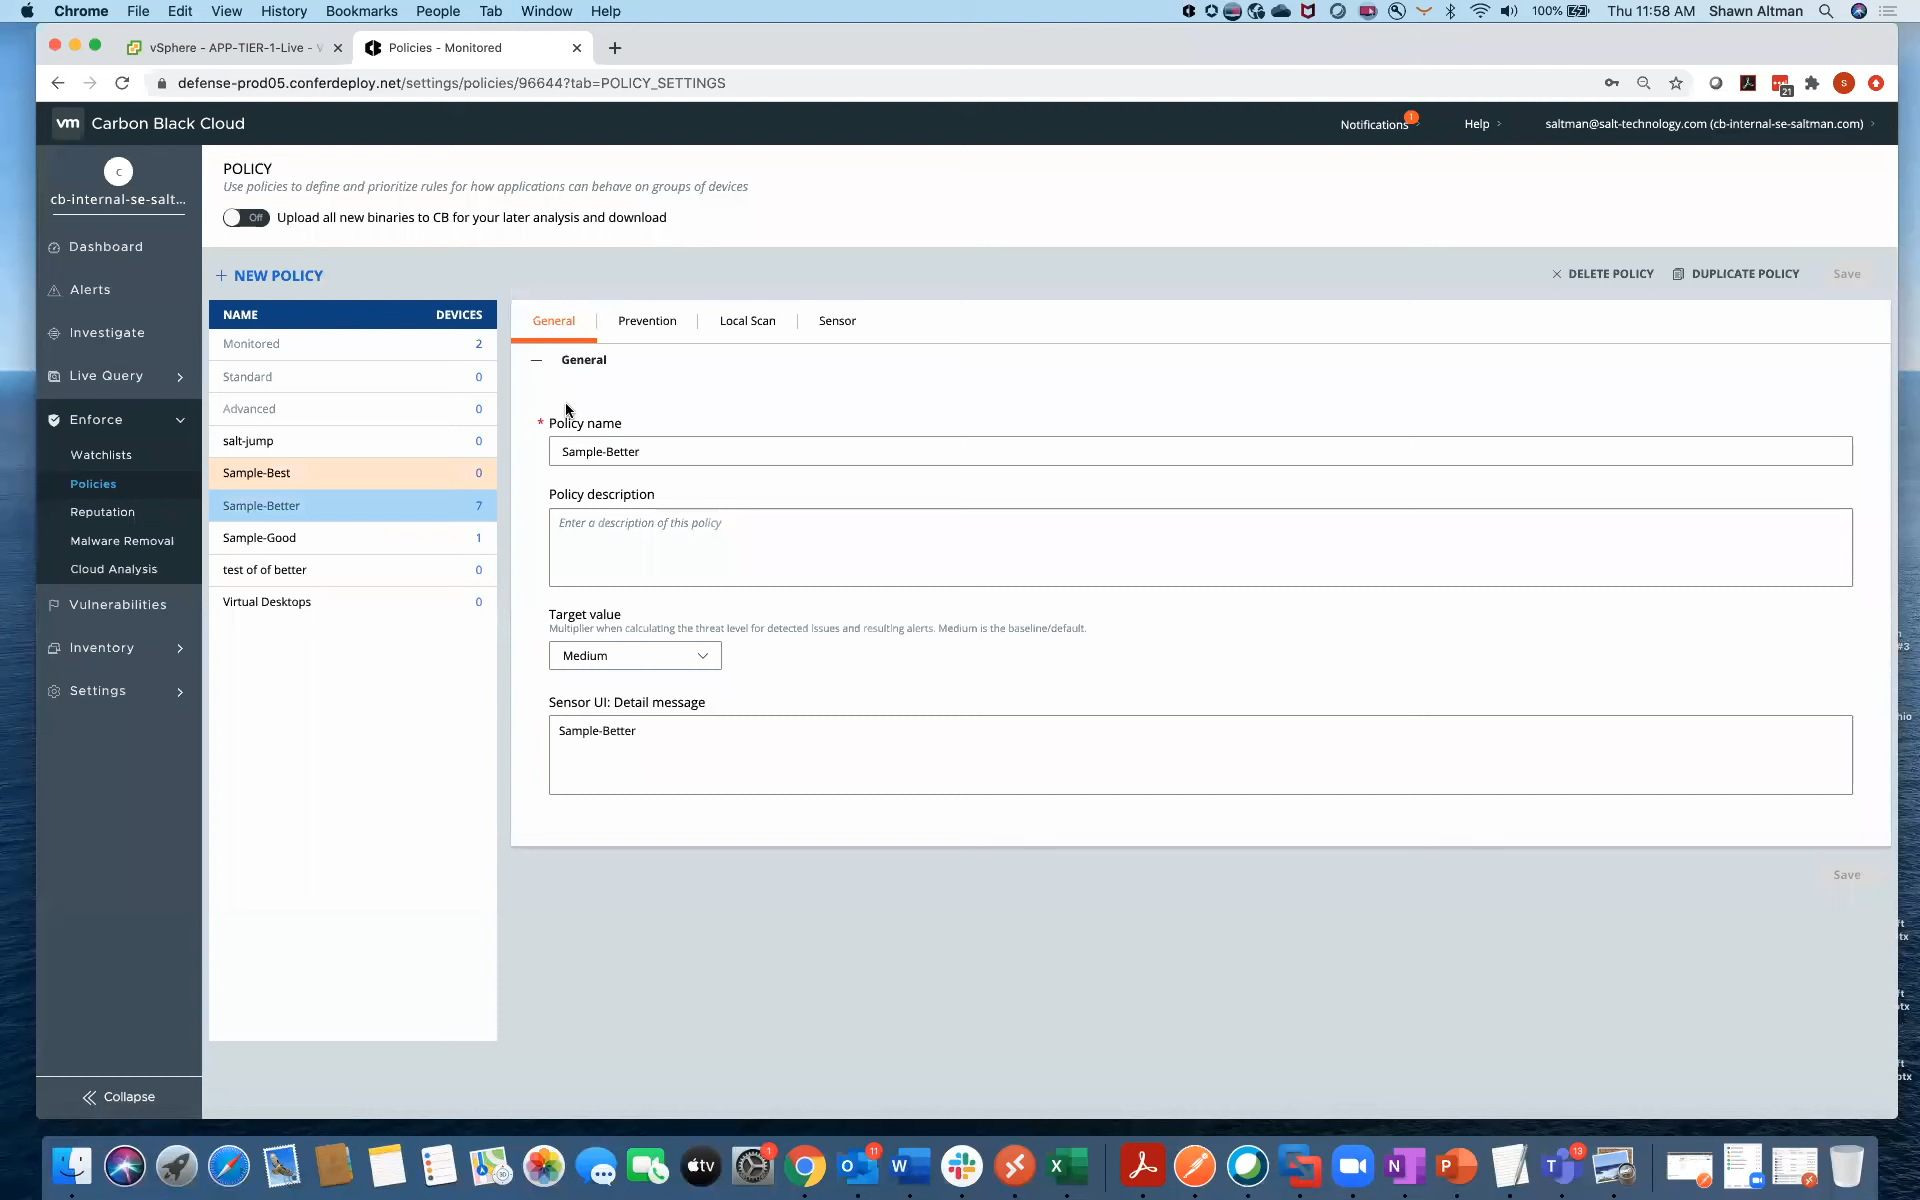 Chrome File Edit View History Bookmarks People Tab Window Help
100% Thu 11:58 AM Shawn Altman
vSphere - APP-TIER-1-Live -
Policies - Monitored
defense-prod05.conferdeploy.net/settings/policies/96644?tab=POLICY_SETTINGS
21
S
vm Carbon Black Cloud
Notifications 1
Help
saltman@salt-technology.com (cb-internal-se-saltman.com)
C
cb-internal-se-salt...
Dashboard
Alerts
Investigate
Live Query
Enforce
Watchlists
Policies
Reputation
Malware Removal
Cloud Analysis
Vulnerabilities
Inventory
Settings
Collapse
POLICY
Use policies to define and prioritize rules for how applications can behave on groups of devices
Off Upload all new binaries to CB for your later analysis and download
+ NEW POLICY
DELETE POLICY
DUPLICATE POLICY
Save
NAME DEVICES
Monitored 2
Standard 0
Advanced 0
salt-jump 0
Sample-Best 0
Sample-Better 7
Sample-Good 1
test of of better 0
Virtual Desktops 0
General Prevention Local Scan Sensor
General
* Policy name
Sample-Better
Policy description
Enter a description of this policy
Target value
Multiplier when calculating the threat level for detected issues and resulting alerts. Medium is the baseline/default.
Medium
Sensor UI: Detail message
Sample-Better
Save
#3
tv
1
11
13